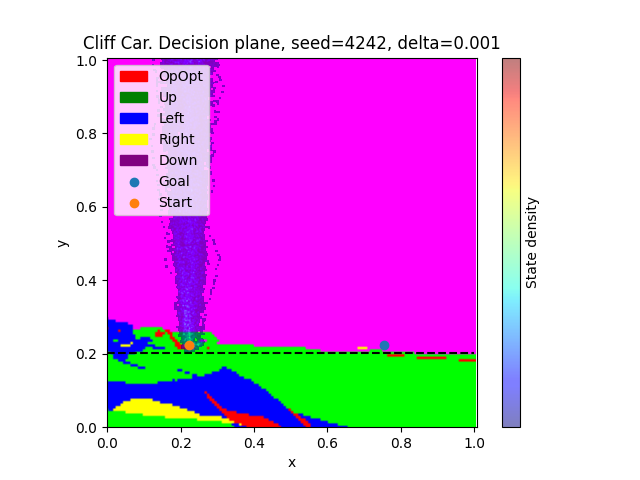 Cliff Car. Decision plane, seed=4242, delta=0.001
1.0
0.8
0.6
0.4
0.2
0.0
y
OpOpt
Up
Left
Right
Down
Goal
Start
0.0
0.2
0.4
0.6
0.8
1.0
x
State density